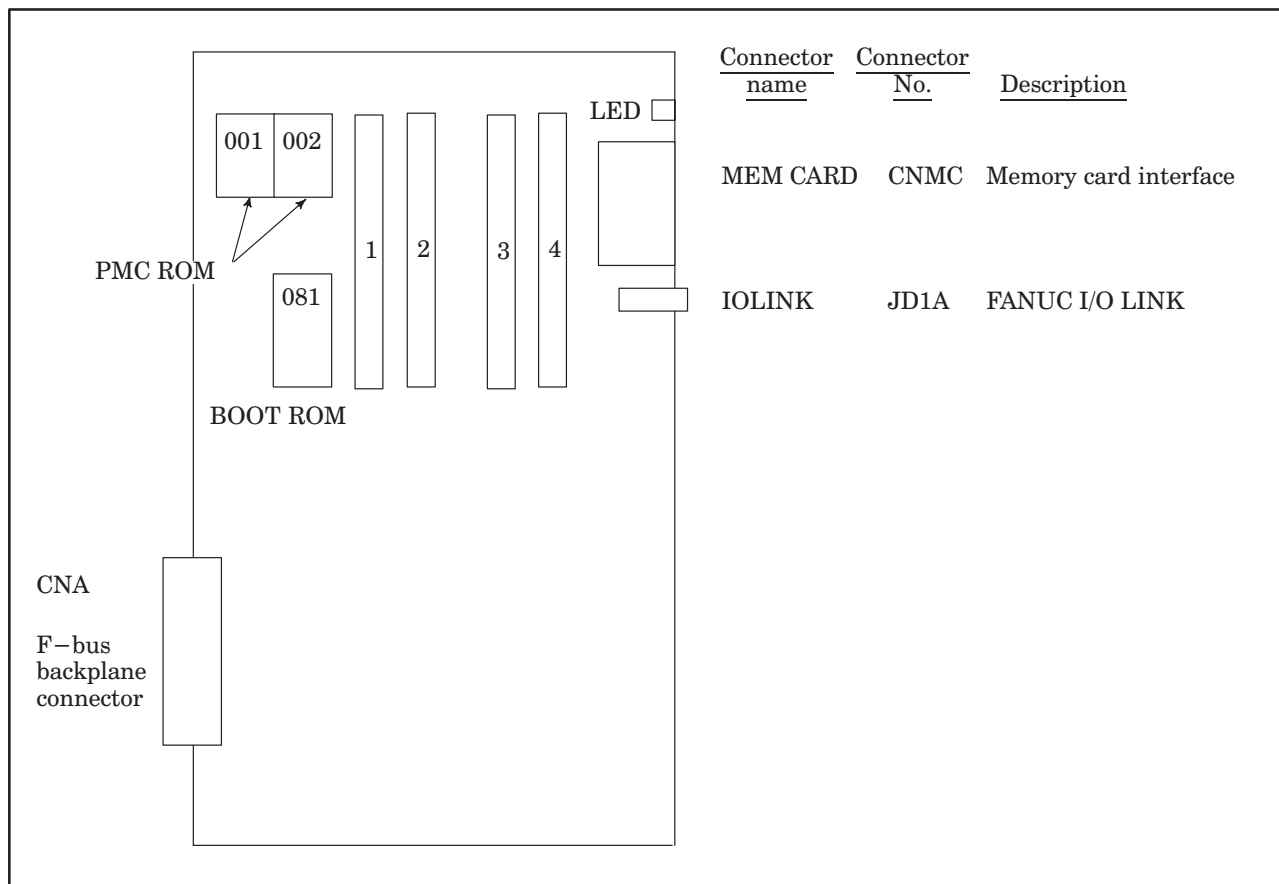 Connector name
Connector No.
Description
LED
001
002
MEM CARD CNMC Memory card interface
1
2
3
4
PMC ROM
081
IOLINK JD1A FANUC I/O LINK
BOOT ROM
CNA
F−bus
backplane
connector